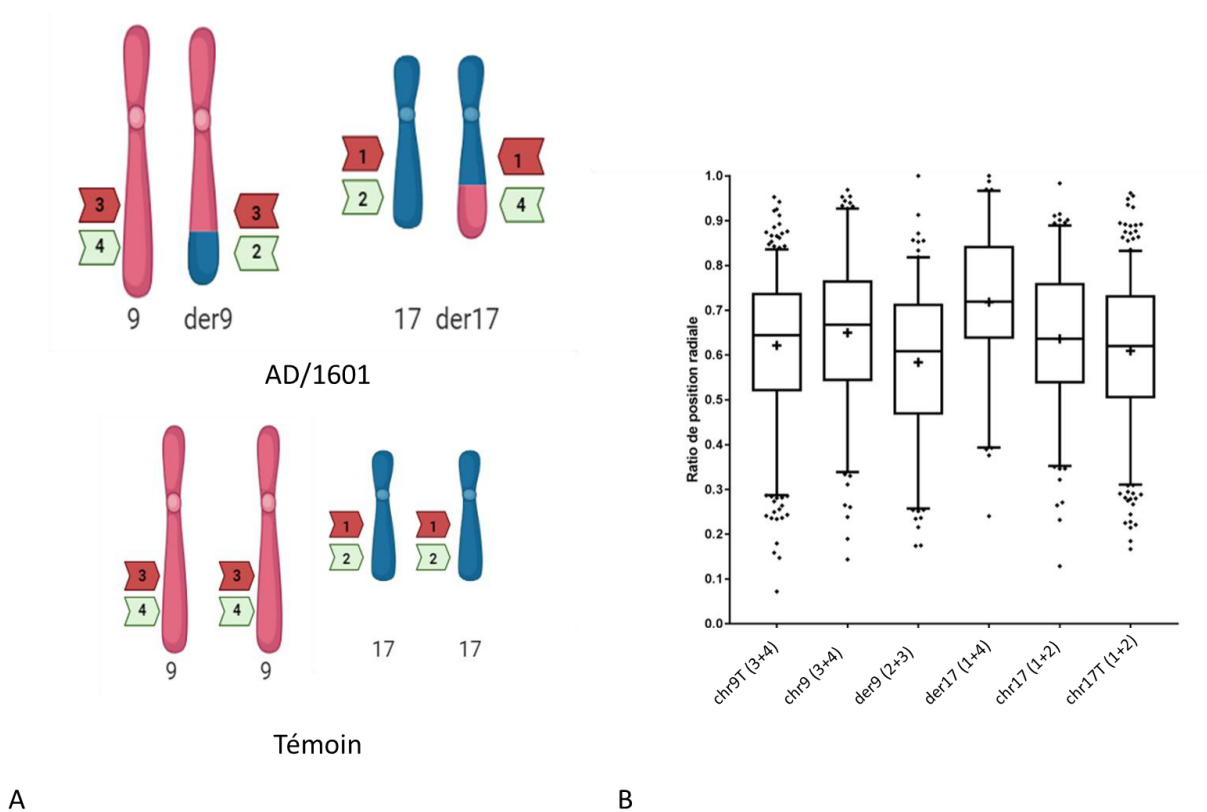 3
4
3
2
1
2
1
4
9 der9
17 der17
AD/1601
3
4
3
4
1
2
1
2
9
9
17
17
Témoin
A
Ratio de position radiale
1.0
0.9
0.8
0.7
0.6
0.5
0.4
0.3
0.2
0.1
0.0
chr9T (3+4)
chr9 (3+4)
der9 (2+3)
der17 (1+4)
chr17 (1+2)
chr17T (1+2)
B